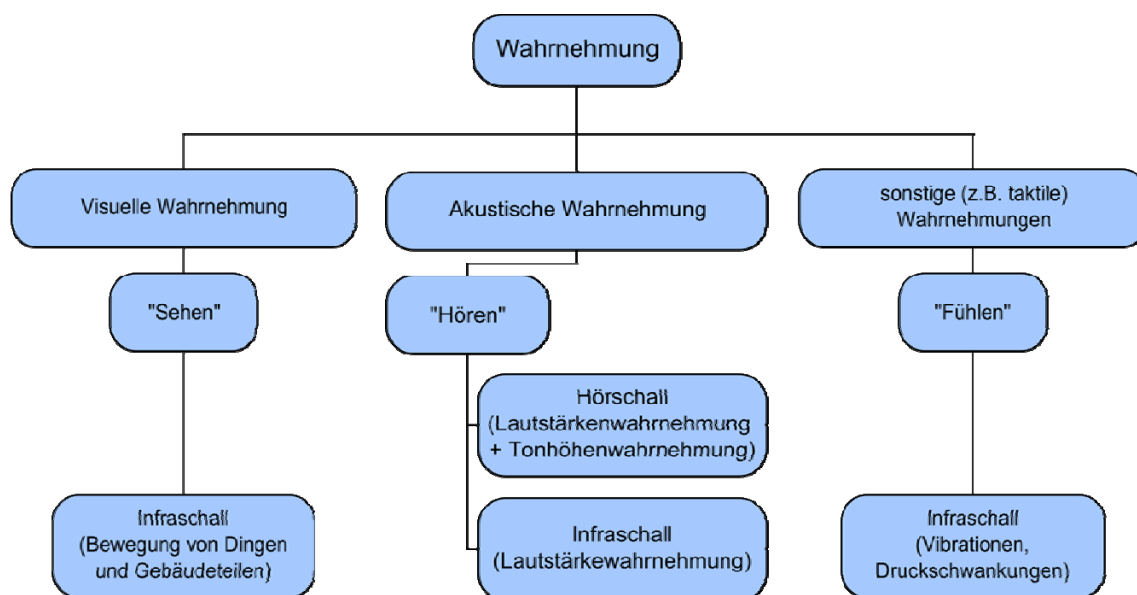 Wahrnehmung
Visuelle Wahrnehmung
Akustische Wahrnehmung
sonstige (z.B. taktile)
Wahrnehmungen
"Sehen"
"Hören"
"Fühlen"
Hörschall
(Lautstärkenwahrnehmung
+ Tonhöhenwahrnehmung)
Infraschall
(Bewegung von Dingen
und Gebäudeteilen)
Infraschall
(Lautstärkewahrnehmung)
Infraschall
(Vibrationen,
Druckschwankungen)